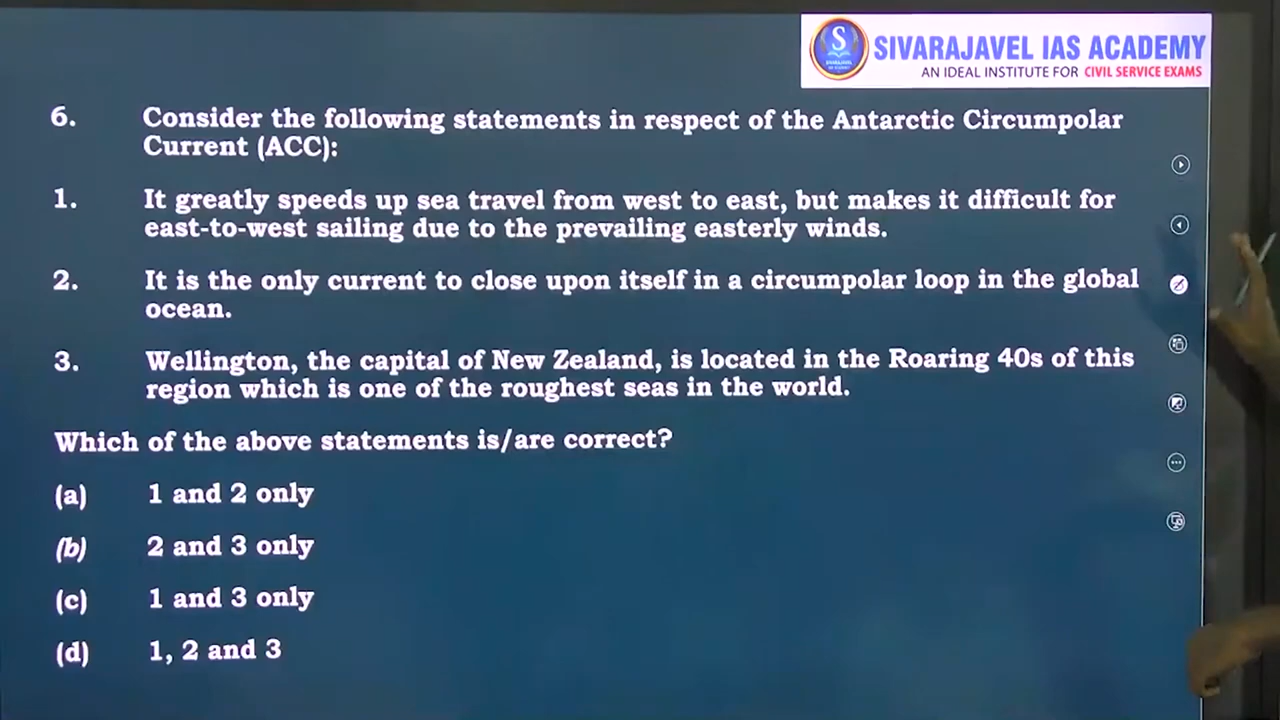 SIVARAJAVEL IAS ACADEMY
AN IDEAL INSTITUTE FOR CIVIL SERVICE EXAMS
6. Consider the following statements in respect of the Antarctic Circumpolar
Current (ACC):
1. It greatly speeds up sea travel from west to east, but makes it difficult for
east-to-west sailing due to the prevailing easterly winds.
2. It is the only current to close upon itself in a circumpolar loop in the global
ocean.
3. Wellington, the capital of New Zealand, is located in the Roaring 40s of this
region which is one of the roughest seas in the world.
Which of the above statements is/are correct?
(a) 1 and 2 only
(b) 2 and 3 only
(c) 1 and 3 only
(d) 1, 2 and 3